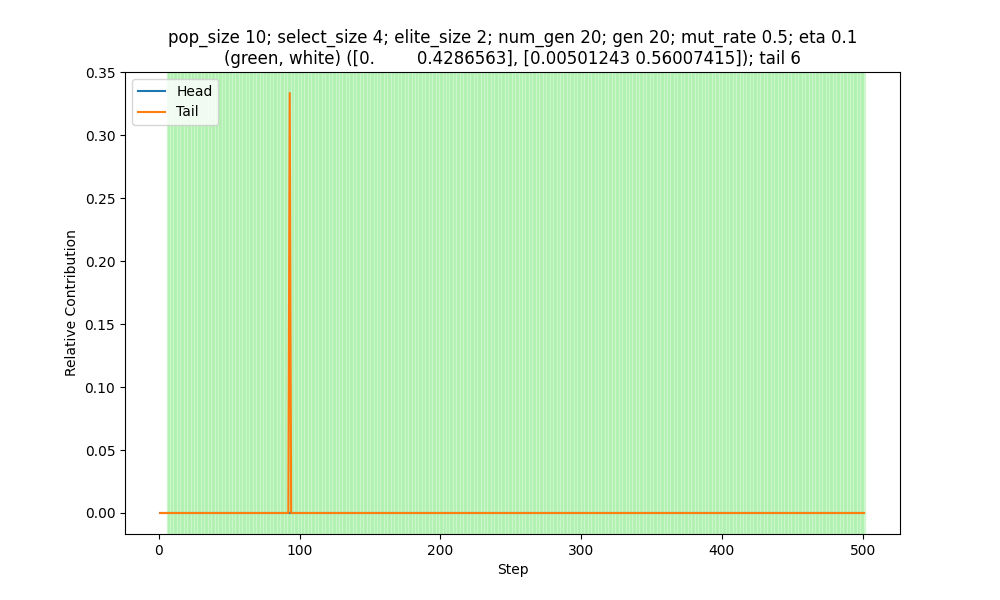 pop_size 10; select_size 4; elite_size 2; num_gen 20; gen 20; mut_rate 0.5; eta 0.1
(green, white) ([0.        0.4286563], [0.00501243 0.56007415]); tail 6
Head
Tail
0.35
0.30
0.25
0.20
0.15
0.10
0.05
0.00
Relative Contribution
0 100 200 300 400 500
Step